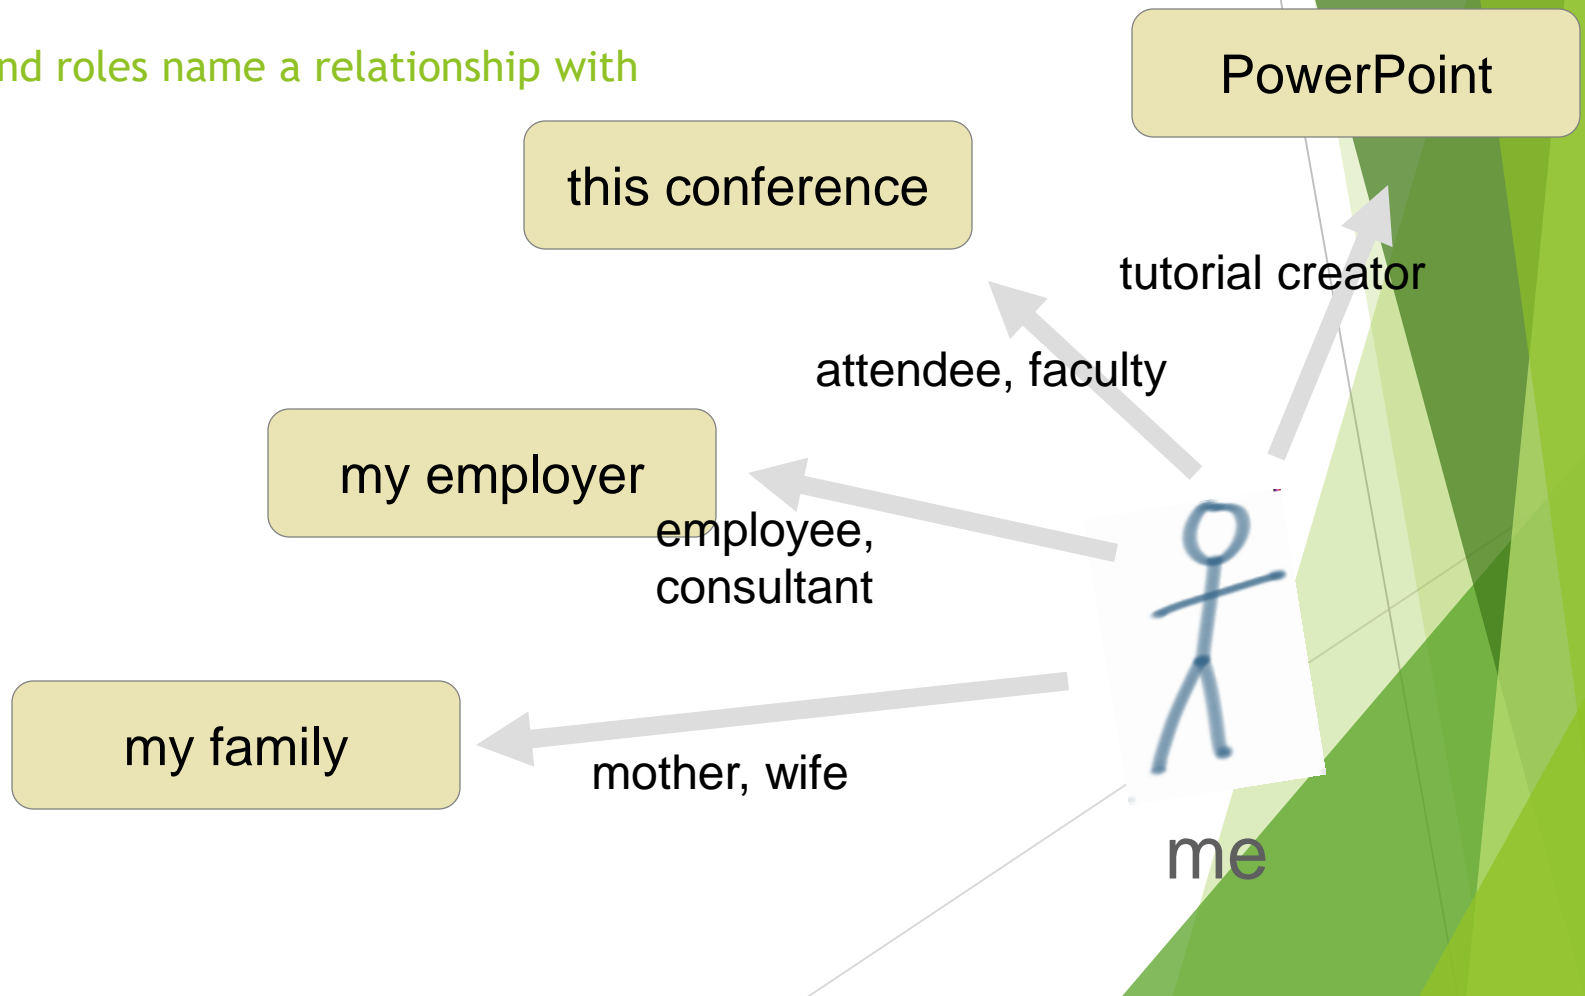 nd roles name a relationship with
PowerPoint
this conference
tutorial creator
attendee, faculty
my employer
employee,
consultant
my family
mother, wife
me